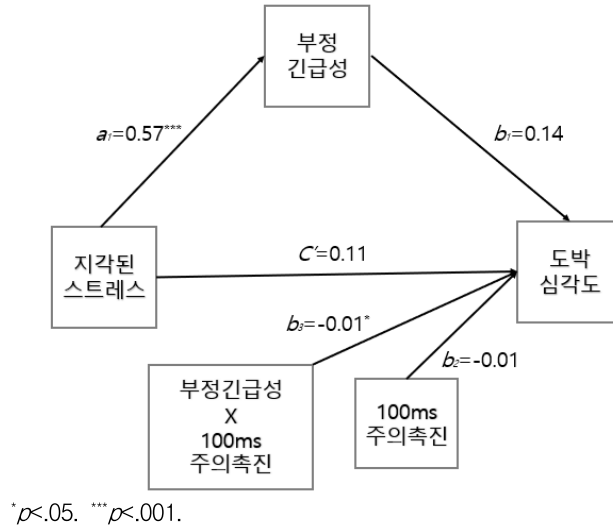 부정
긴급성
a₁=0.57***
b₁=0.14
지각된
스트레스
C'=0.11
도박
심각도
b₃=-0.01*
b₂=-0.01
부정긴급성
X
100ms
주의촉진
100ms
주의촉진
*p<.05. ***p<.001.